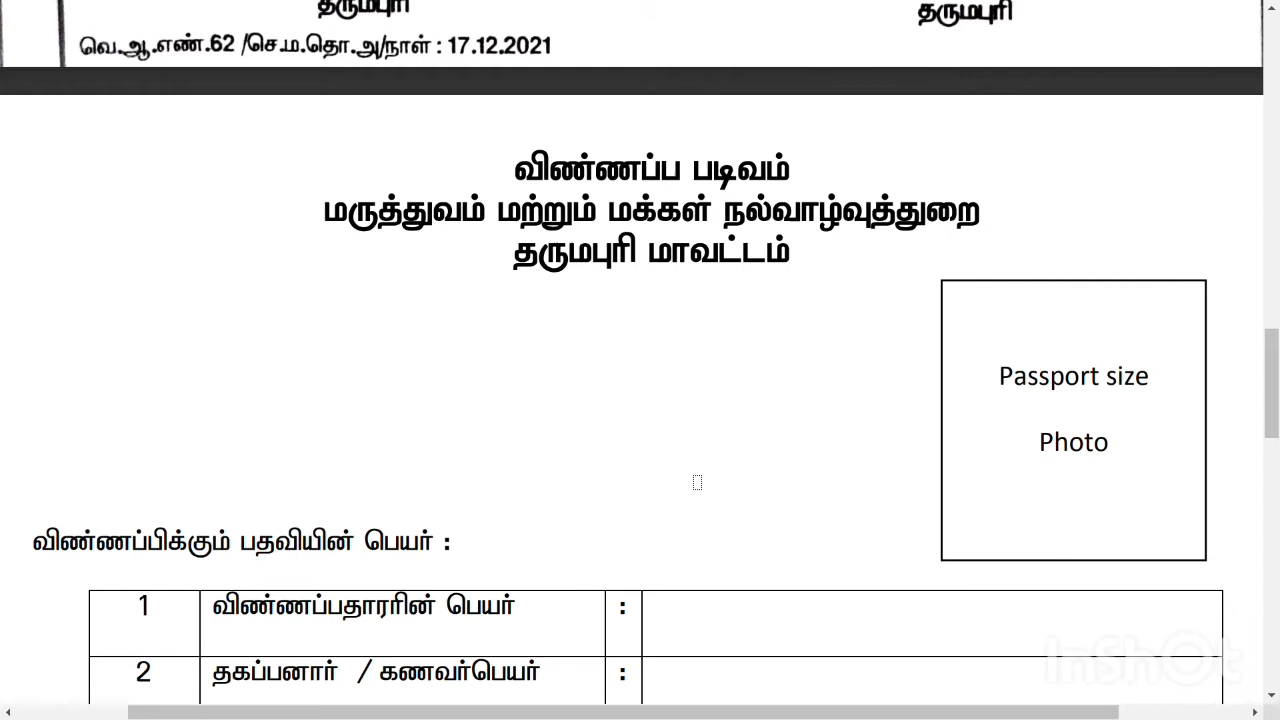 தருமபுரி
தருமபுரி
வெ.ஆ.எண்.62 /செ.ம.தொ.அ/நாள் : 17.12.2021
விண்ணப்ப படிவம்
மருத்துவம் மற்றும் மக்கள் நல்வாழ்வுத்துறை
தருமபுரி மாவட்டம்
Passport size
Photo
விண்ணப்பிக்கும் பதவியின் பெயர் :
1 விண்ணப்பதாரரின் பெயர் :
2 தகப்பனார் / கணவர்பெயர் :
InShOt